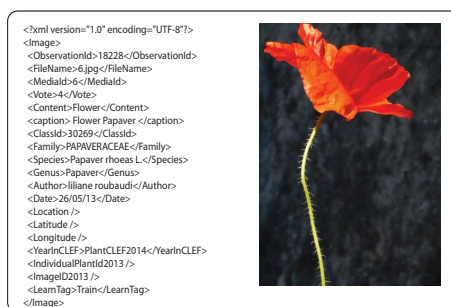 <?xml version="1.0" encoding="UTF-8"?>
<Image>
<ObservationId>18228</ObservationId>
<FileName>6.jpg</FileName>
<MediaId>6</MediaId>
<Vote>4</Vote>
<Content>Flower</Content>
<caption> Flower Papaver </caption>
<ClassId>30269</ClassId>
<Family>PAPAVERACEAE</Family>
<Species>Papaver rhoeas L.</Species>
<Genus>Papaver</Genus>
<Author>liliane roubaudi</Author>
<Date>26/05/13</Date>
<Location />
<Latitude />
<Longitude />
<YearInCLEF>PlantCLEF2014</YearInCLEF>
<IndividualPlantId2013 />
<ImageID2013 />
<LearnTag>Train</LearnTag>
</Image>